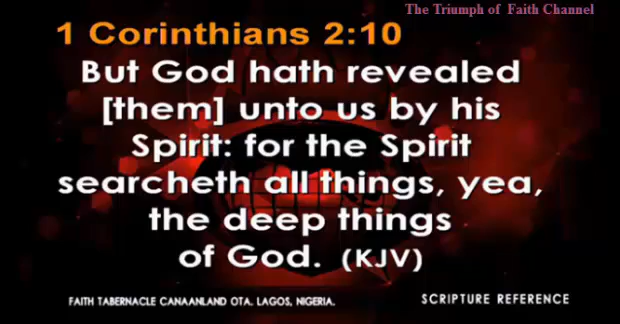 The Triumph of Faith Channel
1 Corinthians 2:10
But God hath revealed
[them] unto us by his
Spirit: for the Spirit
searcheth all things, yea,
the deep things
of God. (KJV)
FAITH TABERNACLE CANAANLAND OTA. LAGOS, NIGERIA.
SCRIPTURE REFERENCE